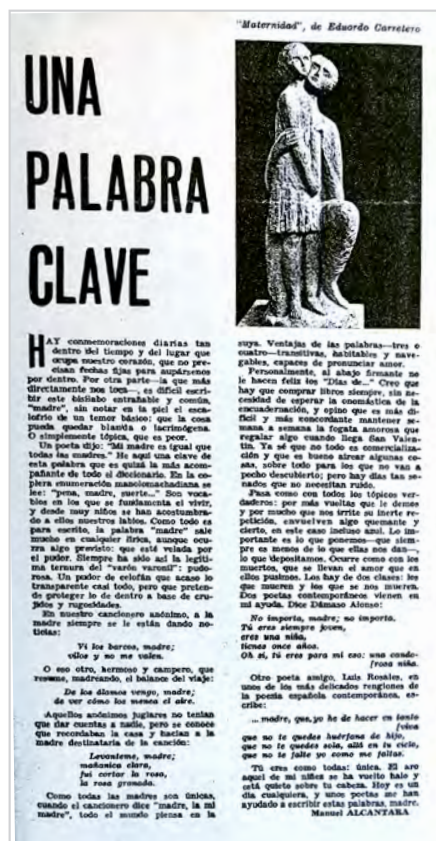 "Maternidad", de Eduardo Carretero
UNA
PALABRA
CLAVE
HAY conmemoraciones diarias tan
dentro del tiempo y del lugar que
ocupa nuestro corazón, que no pre-
cisan fechas fijas para aupársenos
por dentro. Por otra parte—la que más
directamente nos toca—, es difícil escri-
bir este bisílabo entrañable y común,
"madre", sin notar en la piel el esca-
lofrío de un temor básico: que la cosa
pueda quedar blanda o lacrimógena.
O simplemente tópica, que es peor.
Un poeta dijo: "Mi madre es igual que
todas las madres." He aquí una clave de
esta palabra que es quizá la más acom-
pañante de todo el diccionario. En la co-
plera enumeración manolomachadiana se
lee: "pena, madre, suerte..." Son voca-
blos en los que se fundamenta el vivir,
y desde muy niños se han acostumbra-
do a ellos nuestros labios. Como todo es
para escrito, la palabra "madre" sale
mucho en cualquier lírica, aunque ocu-
rra algo previsto: que esté velada por
el pudor. Siempre ha sido así la legíti-
ma ternura del "varón varonil": pudo-
rosa. Un pudor de celofán que acaso lo
transparente casi todo, pero que preten-
de proteger lo de dentro a base de cru-
jidos y rugosidades.
En nuestro cancionero anónimo, a la
madre siempre se le están dando no-
ticias:
Vi los barcos, madre;
vilos y no me valen.
O eso otro, hermoso y campero, que
resume, madreando, el balance del viaje:
De los álamos vengo, madre;
de ver cómo los menea el aire.
Aquellos anónimos juglares no tenían
que dar cuentas a nadie, pero se conoce
que recordaban la casa y hacían a la
madre destinataria de la canción:
Levánteme, madre;
mañanica clara,
fui cortar la rosa,
la rosa granada.
Como todas las madres son únicas,
cuando el cancionero dice "madre, la mi
madre", todo el mundo piensa en la
suya. Ventajas de las palabras—tres o
cuatro—transitivas, habitables y nave-
gables, capaces de pronunciar amor.
Personalmente, al abajo firmante no
le hacen feliz los "Días de..." Creo que
hay que comprar libros siempre, sin ne-
cesidad de esperar la onomástica de la
encuadernación, y opino que es más di-
fícil y más concordante mantener se-
mana a semana la fogata amorosa que
regalar algo cuando llega San Valen-
tín. Ya sé que no todo es comercializa-
ción y que es bueno airear algunas co-
sas, sobre todo para los que no van a
pecho descubierto; pero hay días tan se-
ñados que no necesitan ruido.
Pasa como con todos los tópicos ver-
daderos: por más vueltas que le demos
y por mucho que los irrite su inerte re-
petición, envuelven algo quemante y
cierto, en este caso incluso azul. Lo im-
portante es lo que ponemos—que siem-
pre es menos de lo que ellas nos dan—,
lo que depositamos. Ocurre como con los
muertos, que se llevan el amor que en
ellos pusimos. Los hay de dos clases: los
que mueren y los que se nos mueren.
Dos poetas contemporáneos vienen en
mi ayuda. Dice Dámaso Alonso:
No importa, madre; no importa.
Tú eres siempre joven,
eres una niña,
tienes once años.
Oh sí, tú eres para mí eso: una cando-
[rosa niña.
Otro poeta amigo, Luis Rosales, en
unos de los más delicados renglones de
la poesía española contemporánea, es-
cribe:
... madre, que yo he de hacer en tanto
que no te quedes huérfana de hijo,
que no te quedes sola, allá en tu cielo,
que no te falte yo como me faltas.
Tú eres como todas: única. El aro
aquel de mi niñez se ha vuelto halo y
está quieto sobre tu cabeza. Hoy es un
día cualquiera, y unos poetas me han
ayudado a escribir estas palabras, madre.
Manuel ALCANTARA